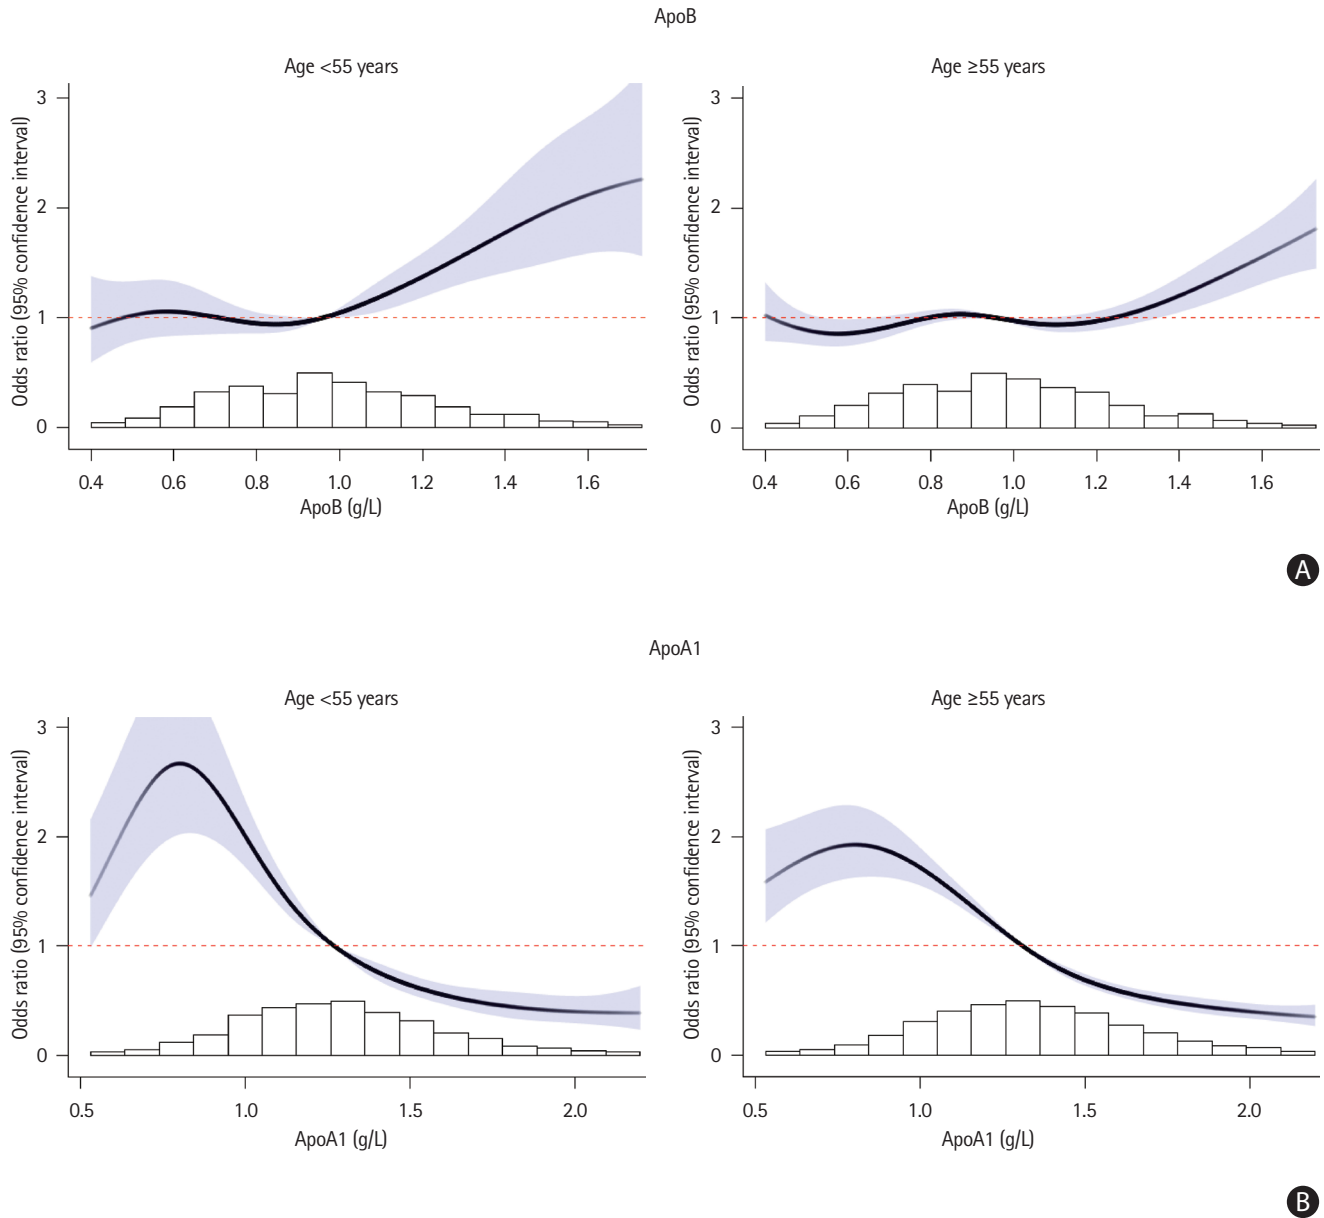 ApoB
Age <55 years
Age ≥55 years
Odds ratio (95% confidence interval)
3
2
1
0
0.4 0.6 0.8 1.0 1.2 1.4 1.6
ApoB (g/L)
Odds ratio (95% confidence interval)
3
2
1
0
0.4 0.6 0.8 1.0 1.2 1.4 1.6
ApoB (g/L)
A
ApoA1
Age <55 years
Age ≥55 years
Odds ratio (95% confidence interval)
3
2
1
0
0.5 1.0 1.5 2.0
ApoA1 (g/L)
Odds ratio (95% confidence interval)
3
2
1
0
0.5 1.0 1.5 2.0
ApoA1 (g/L)
B